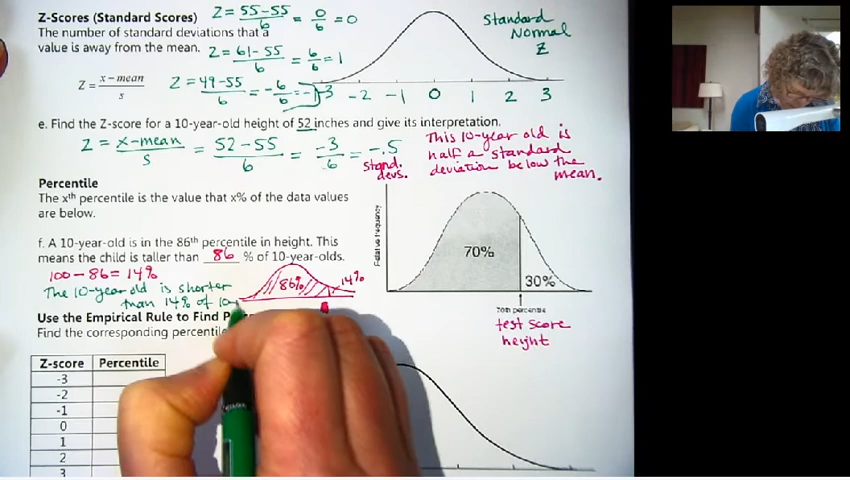 Z-Scores (Standard Scores)
The number of standard deviations that a
value is away from the mean.
Z = x − mean / s
Z = 55-55 / 6 = 0/6 = 0
Z = 61-55 / 6 = 6/6 = 1
Z = 49-55 / 6 = -6/6 = -1
Standard
Normal
Z
-3 -2 -1 0 1 2 3
e. Find the Z-score for a 10-year-old height of 52 inches and give its interpretation.
Z = x-mean / s = 52-55 / 6 = -3/6 = -.5
Stand.
devs.
This 10-year old is
half a standard
deviation below the
mean.
Percentile
The xth percentile is the value that x% of the data values
are below.
f. A 10-year-old is in the 86th percentile in height. This
means the child is taller than 86 % of 10-year-olds.
100-86=14%
The 10-year old is shorter
than 14% of 10
86%
14%
Relative frequency
70%
30%
70th percentile
test score
height
Use the Empirical Rule to Find
Find the corresponding percentile
Z-score Percentile
-3
-2
-1
0
1
2
3